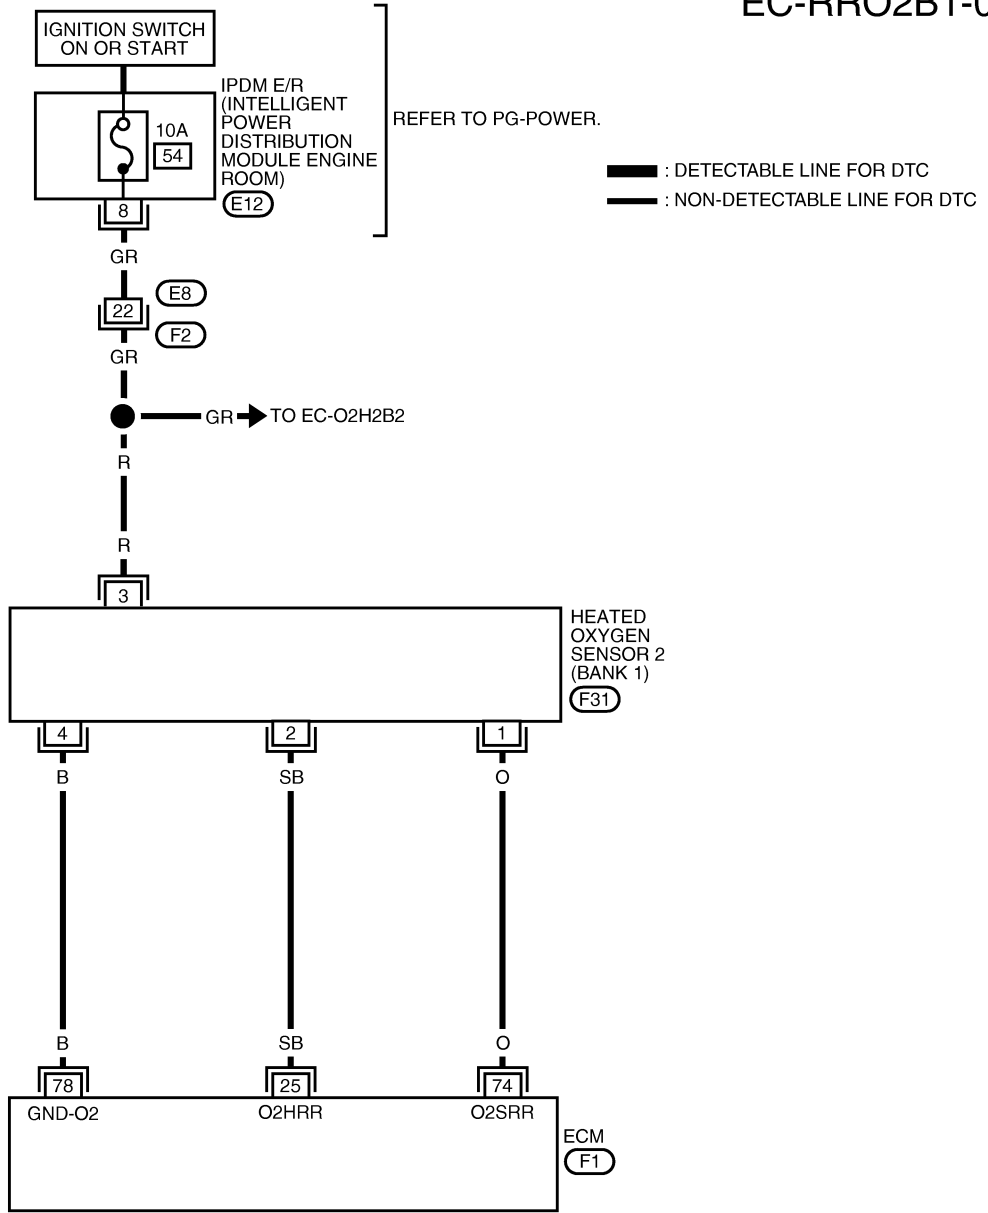 EC-RRO2B1-0
IGNITION SWITCH
ON OR START
IPDM E/R
(INTELLIGENT
POWER
DISTRIBUTION
MODULE ENGINE
ROOM)
E12
10A
54
REFER TO PG-POWER.
: DETECTABLE LINE FOR DTC
: NON-DETECTABLE LINE FOR DTC
8
GR
E8
22
F2
GR
GR
TO EC-O2H2B2
R
R
3
HEATED
OXYGEN
SENSOR 2
(BANK 1)
F31
4
2
1
B
SB
O
B
SB
O
78
25
74
GND-O2
O2HRR
O2SRR
ECM
F1